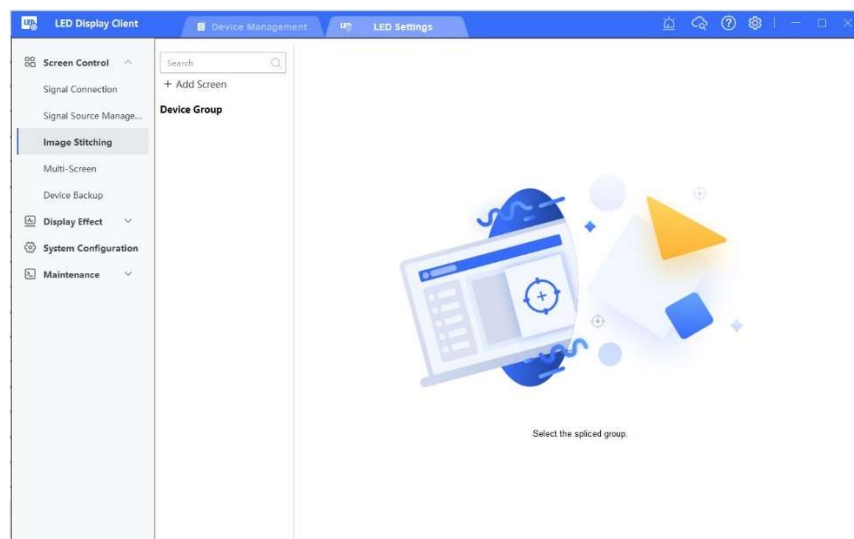 LED Display Client
Device Management
LED Settings
Screen Control
Signal Connection
Signal Source Manage...
Image Stitching
Multi-Screen
Device Backup
Display Effect
System Configuration
Maintenance
Search
+ Add Screen
Device Group
Select the spliced group.